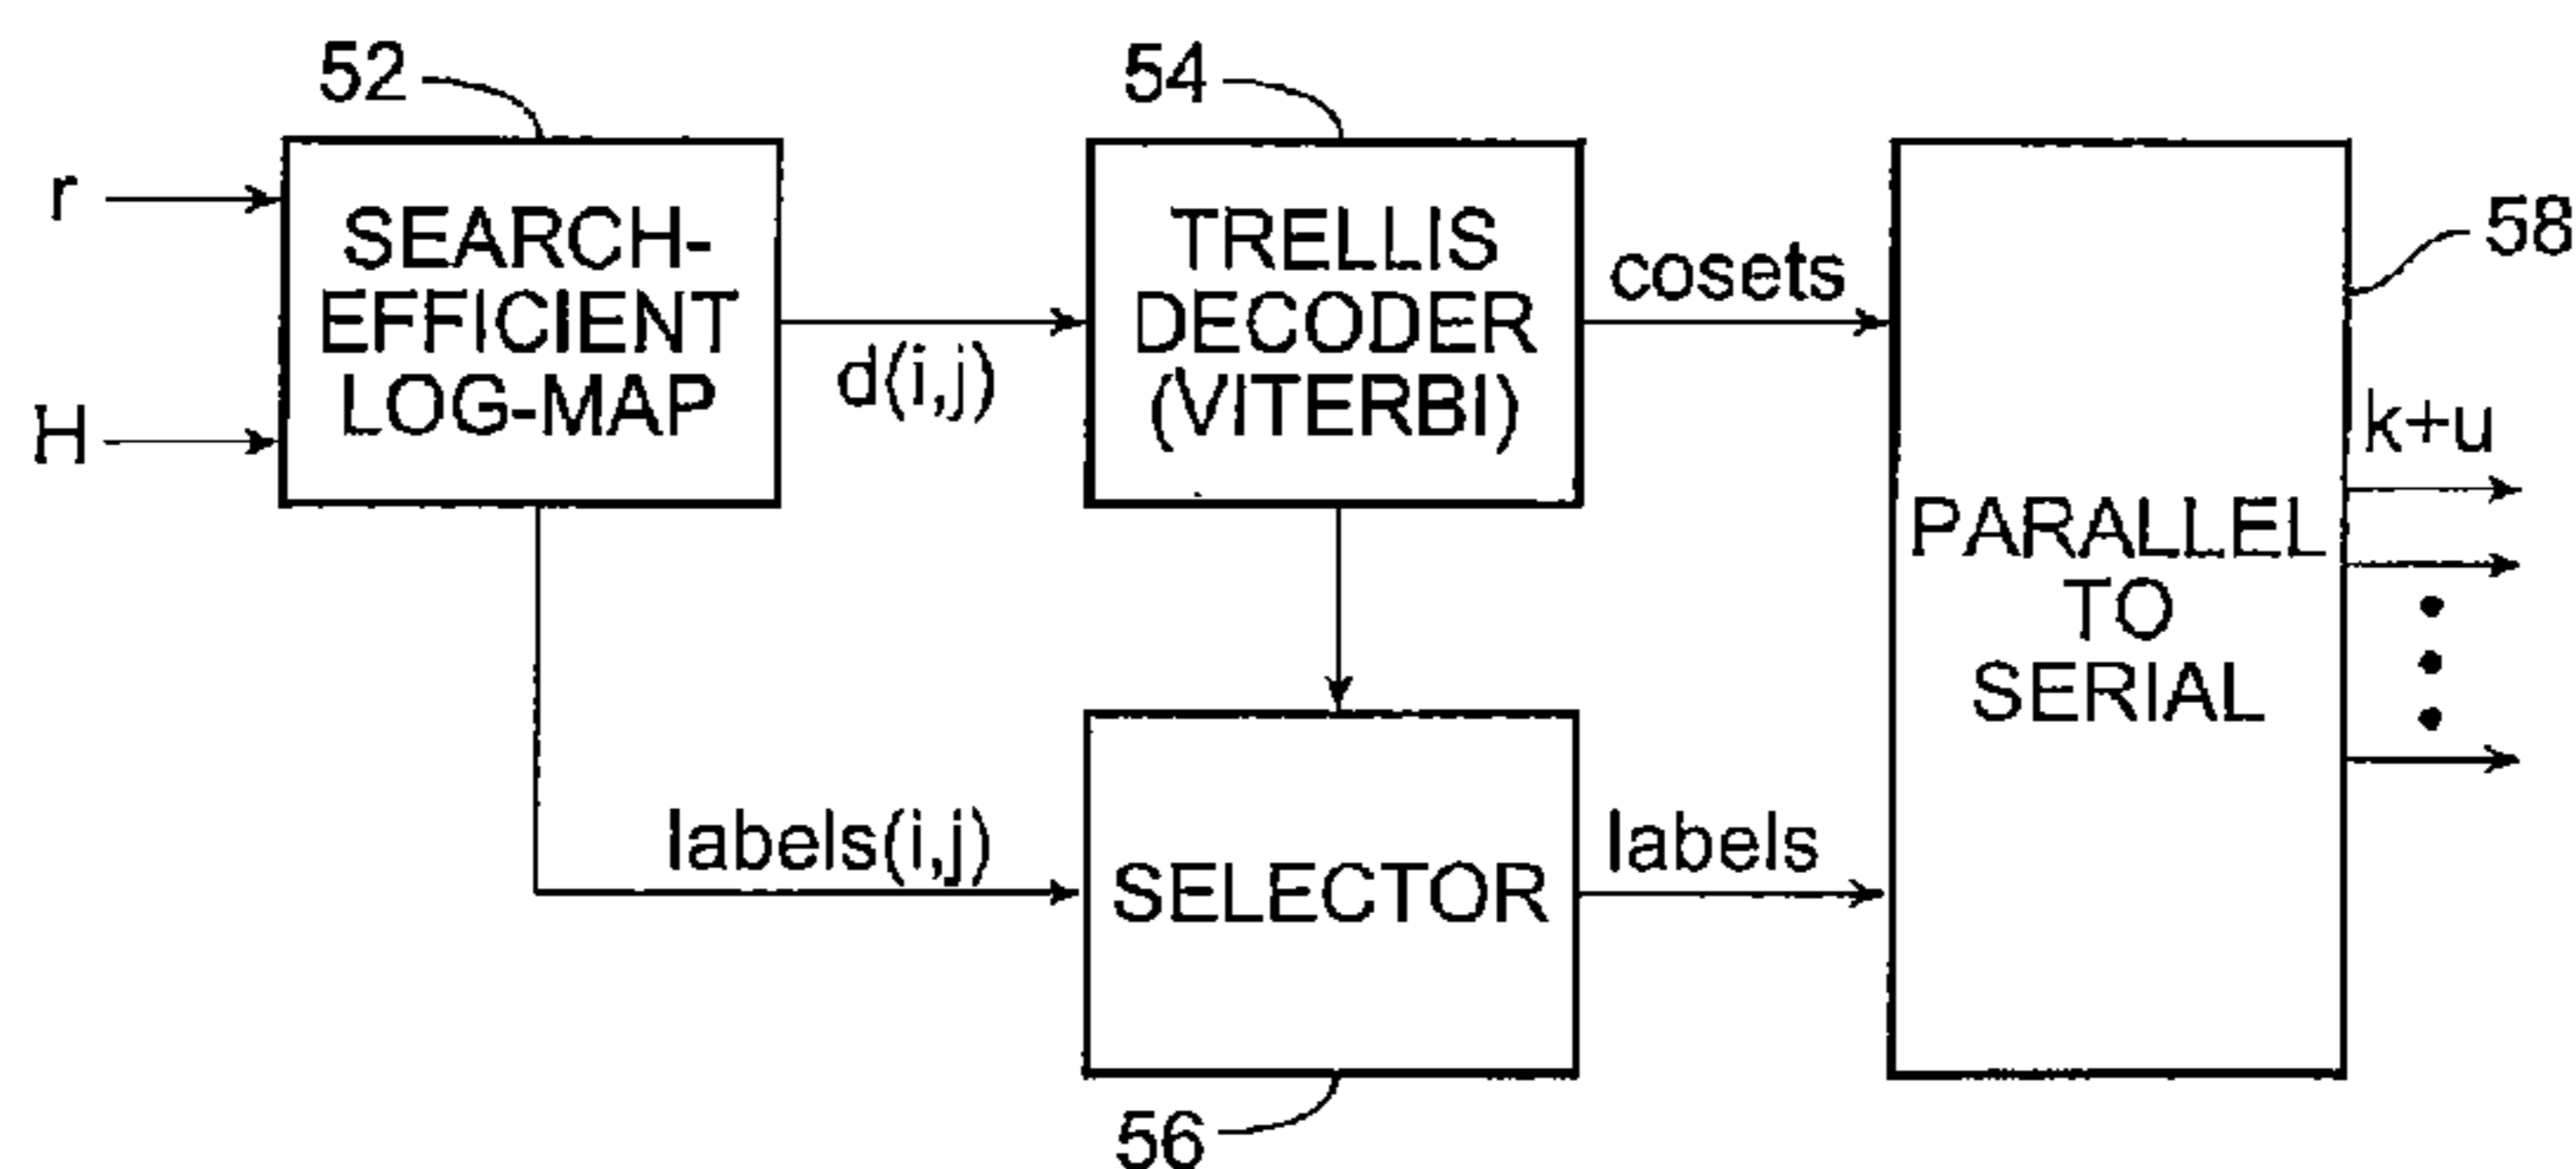 52
54
58
r
H
SEARCH-
EFFICIENT
LOG-MAP
d(i,j)
TRELLIS
DECODER
(VITERBI)
cosets
k+u
PARALLEL
TO
SERIAL
labels(i,j)
SELECTOR
labels
56